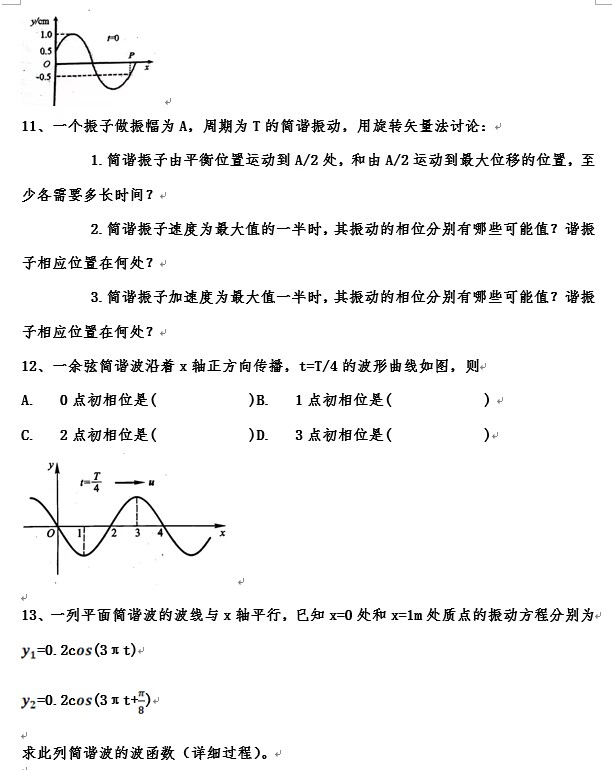 y/cm
1.0
t=0
0.5
P
O
x
-0.5
11、一个振子做振幅为 A，周期为 T 的简谐振动，用旋转矢量法讨论：
1. 简谐振子由平衡位置运动到 A/2 处，和由 A/2 运动到最大位移的位置，至
少各需要多长时间？
2. 简谐振子速度为最大值的一半时，其振动的相位分别有哪些可能值？谐振
子相应位置在何处？
3. 简谐振子加速度为最大值一半时，其振动的相位分别有哪些可能值？谐振
子相应位置在何处？
12、一余弦简谐波沿着 x 轴正方向传播，t=T/4 的波形曲线如图，则
A. 0 点初相位是( )B. 1 点初相位是( )
C. 2 点初相位是( )D. 3 点初相位是( )
y
t=T/4 u
O 1 2 3 4 x
13、一列平面简谐波的波线与 x 轴平行，已知 x=0 处和 x=1m 处质点的振动方程分别为
y₁=0.2cos(3πt)
y₂=0.2cos(3πt+π/8)
求此列简谐波的波函数（详细过程）。